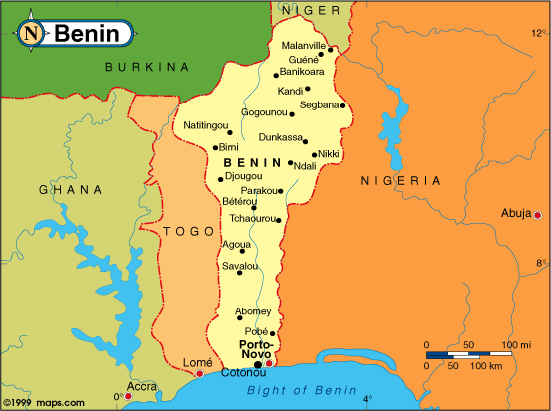 N Benin
NIGER
12°
BURKINA
Malanville
Guéné
Banikoara
Kandi
Segbana
Gogounou
Natitingou
Dunkassa
Birni
Nikki
BENIN
Ndali
Djougou
Parakou
GHANA
NIGERIA
Bétérou
Abuja
Tchaourou
TOGO
Agoua
Savalou
8°
Abomey
Pobé
Porto-
Novo
0 50 100 mi
0 50 100 km
Lomé
Cotonou
Accra
Bight of Benin
0°
4°
©1999 maps.com